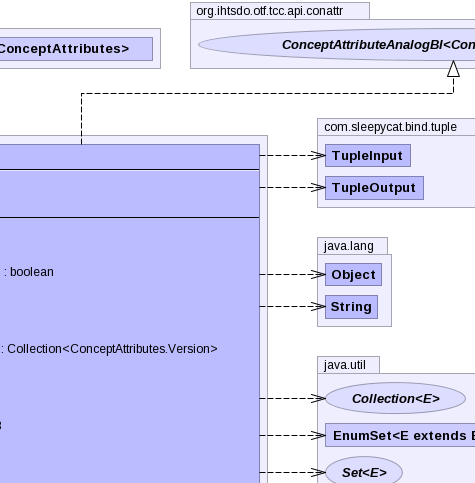 org.ihtsdo.otf.tcc.api.conattr
ConceptAttributes>
ConceptAttributeAnalogBI<Con
com.sleepycat.bind.tuple
TupleInput
TupleOutput
java.lang
: boolean
Object
String
: Collection<ConceptAttributes.Version>
java.util
Collection<E>
EnumSet<E extends E
Set<E>